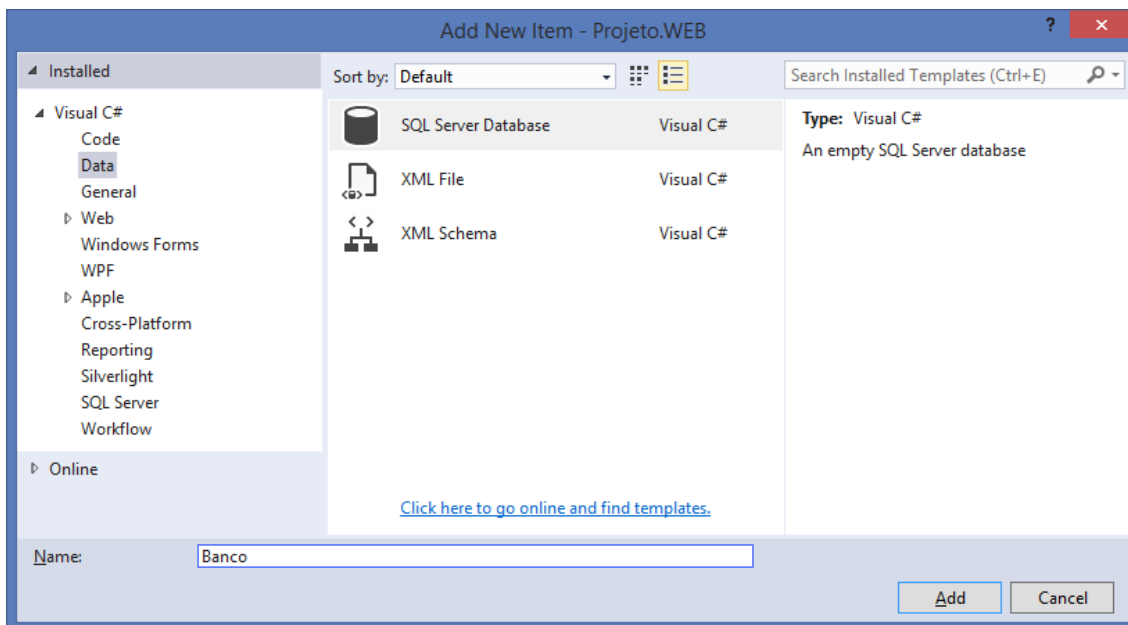 Add New Item - Projeto.WEB
?
Installed
Sort by: Default
Search Installed Templates (Ctrl+E)
Visual C#
Code
Data
General
Web
Windows Forms
WPF
Apple
Cross-Platform
Reporting
Silverlight
SQL Server
Workflow
Online
SQL Server Database Visual C#
XML File Visual C#
XML Schema Visual C#
Click here to go online and find templates.
Type: Visual C#
An empty SQL Server database
Name: Banco
Add Cancel